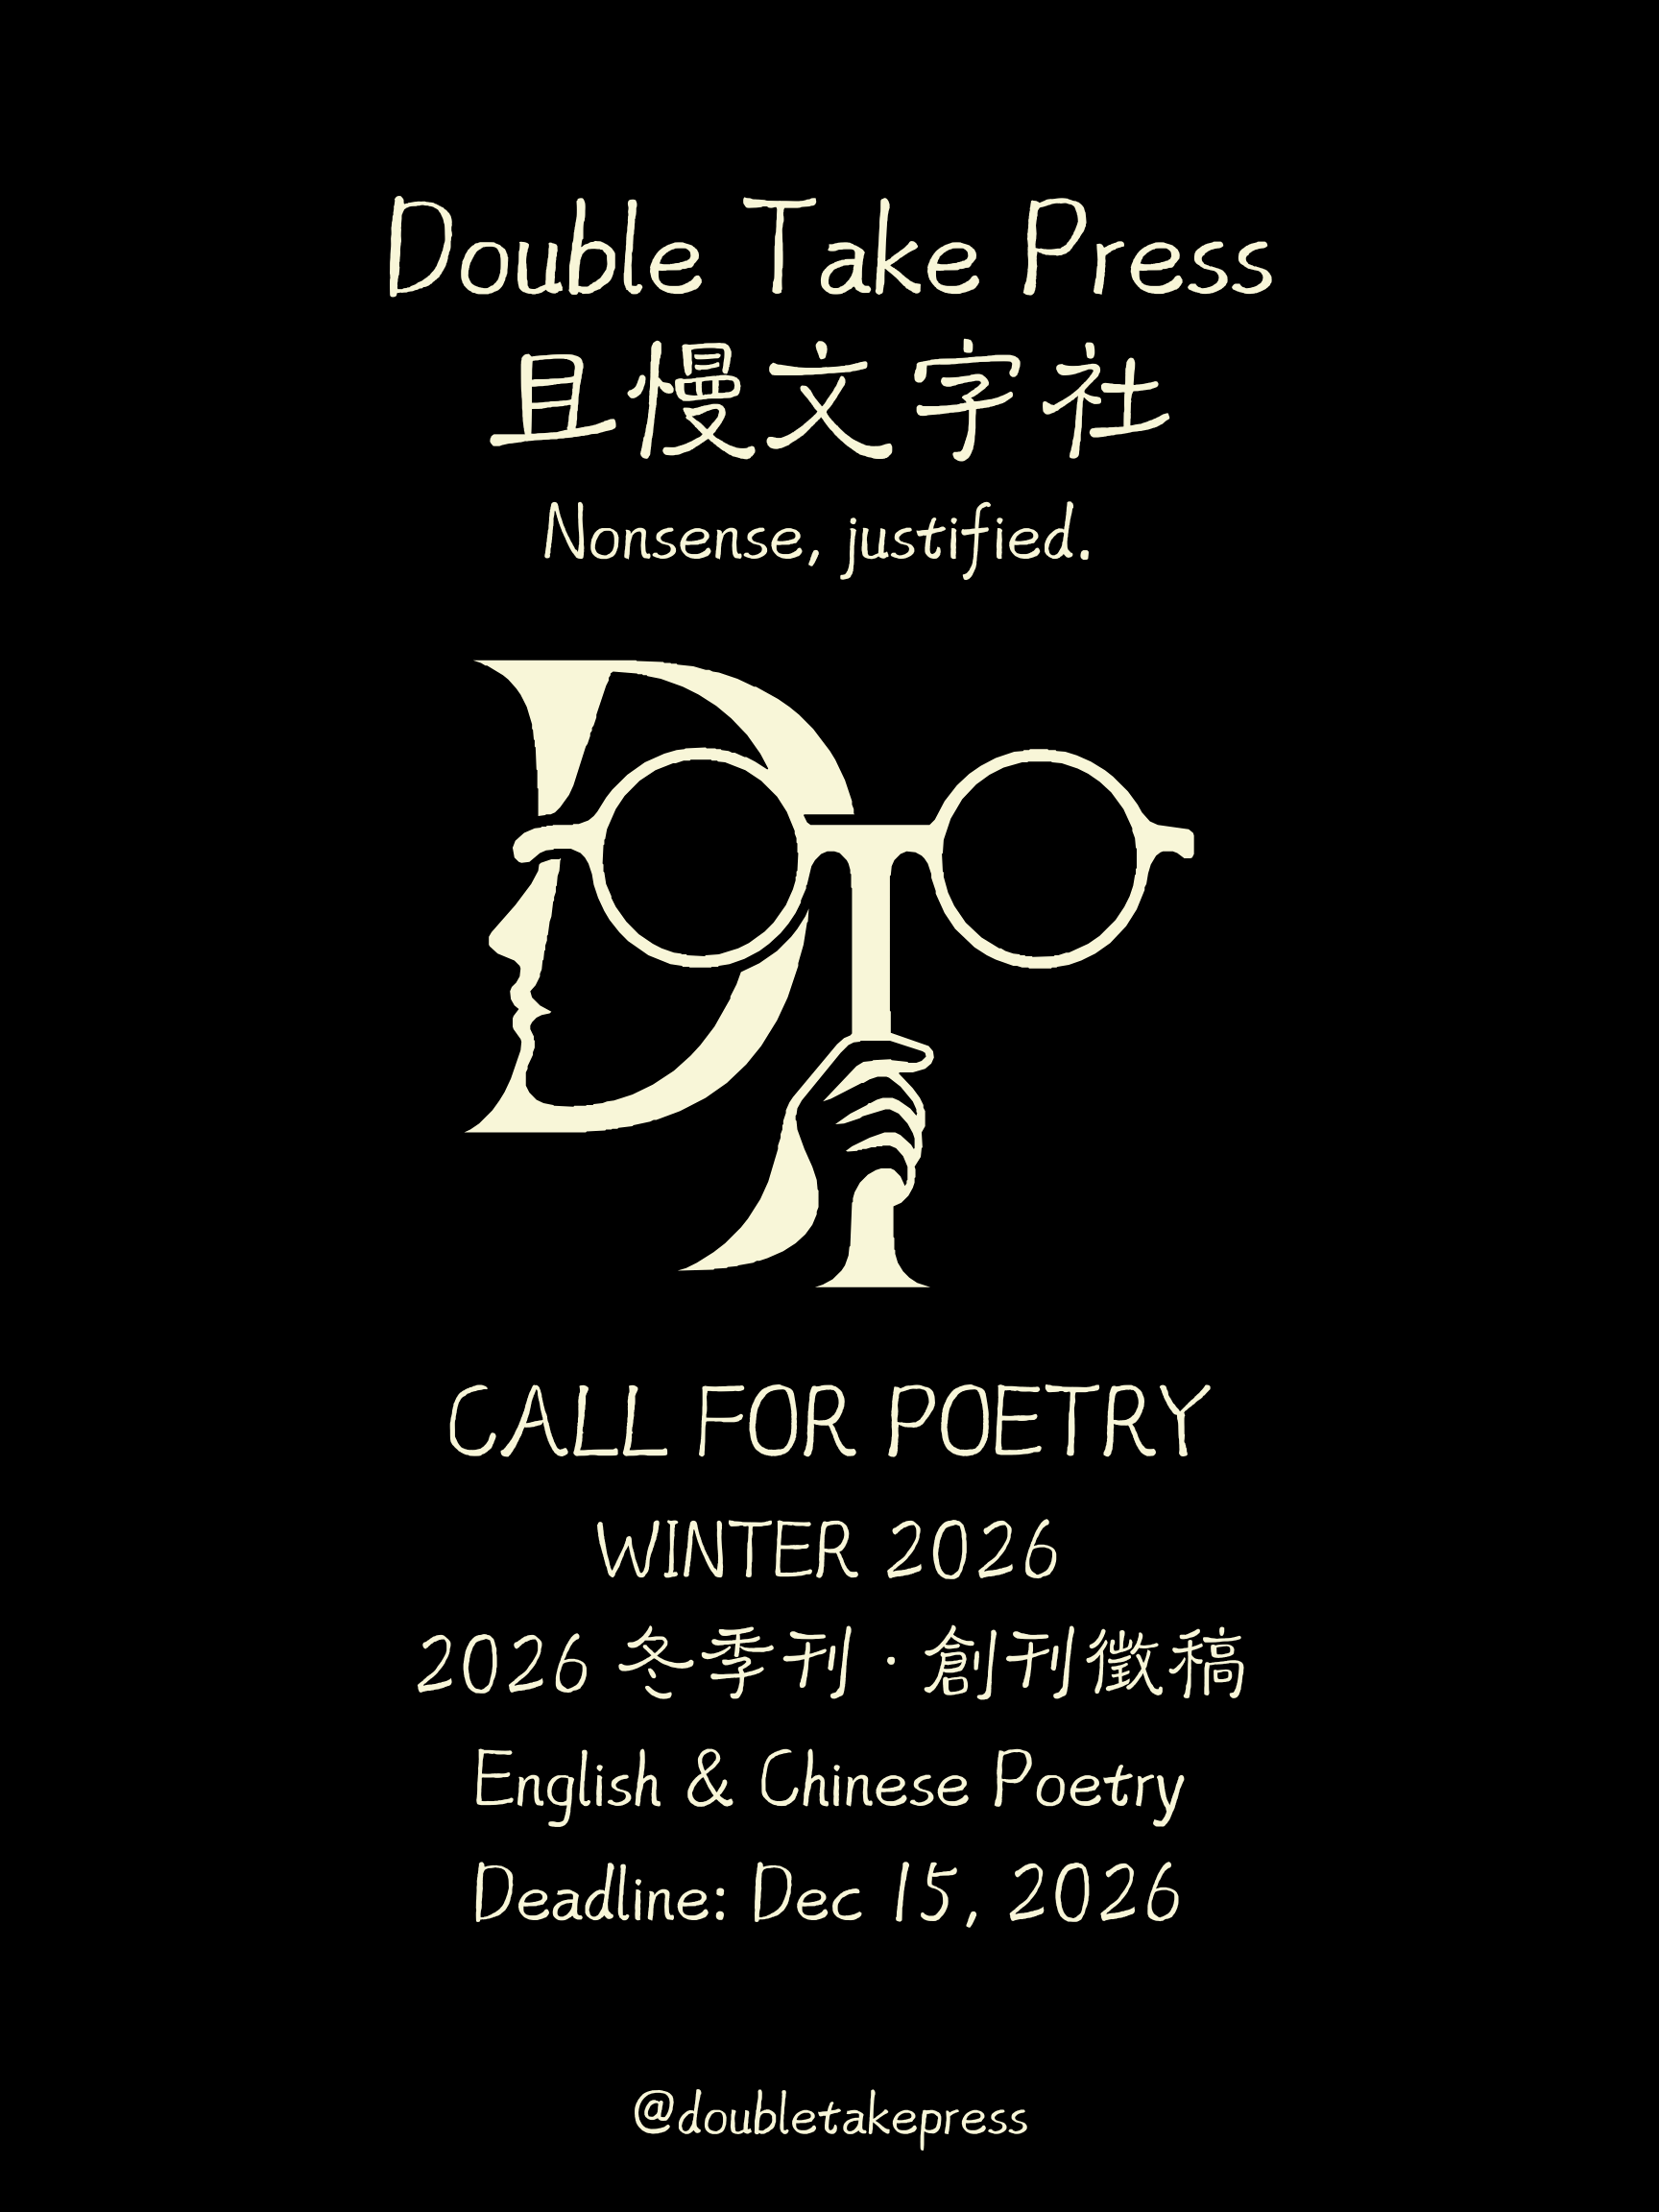 Double Take Press
且慢文字社
Nonsense, justified.
CALL FOR POETRY
WINTER 2026
2026 冬季刊 · 創刊徵稿
English & Chinese Poetry
Deadline: Dec 15, 2026
@doubletakepress